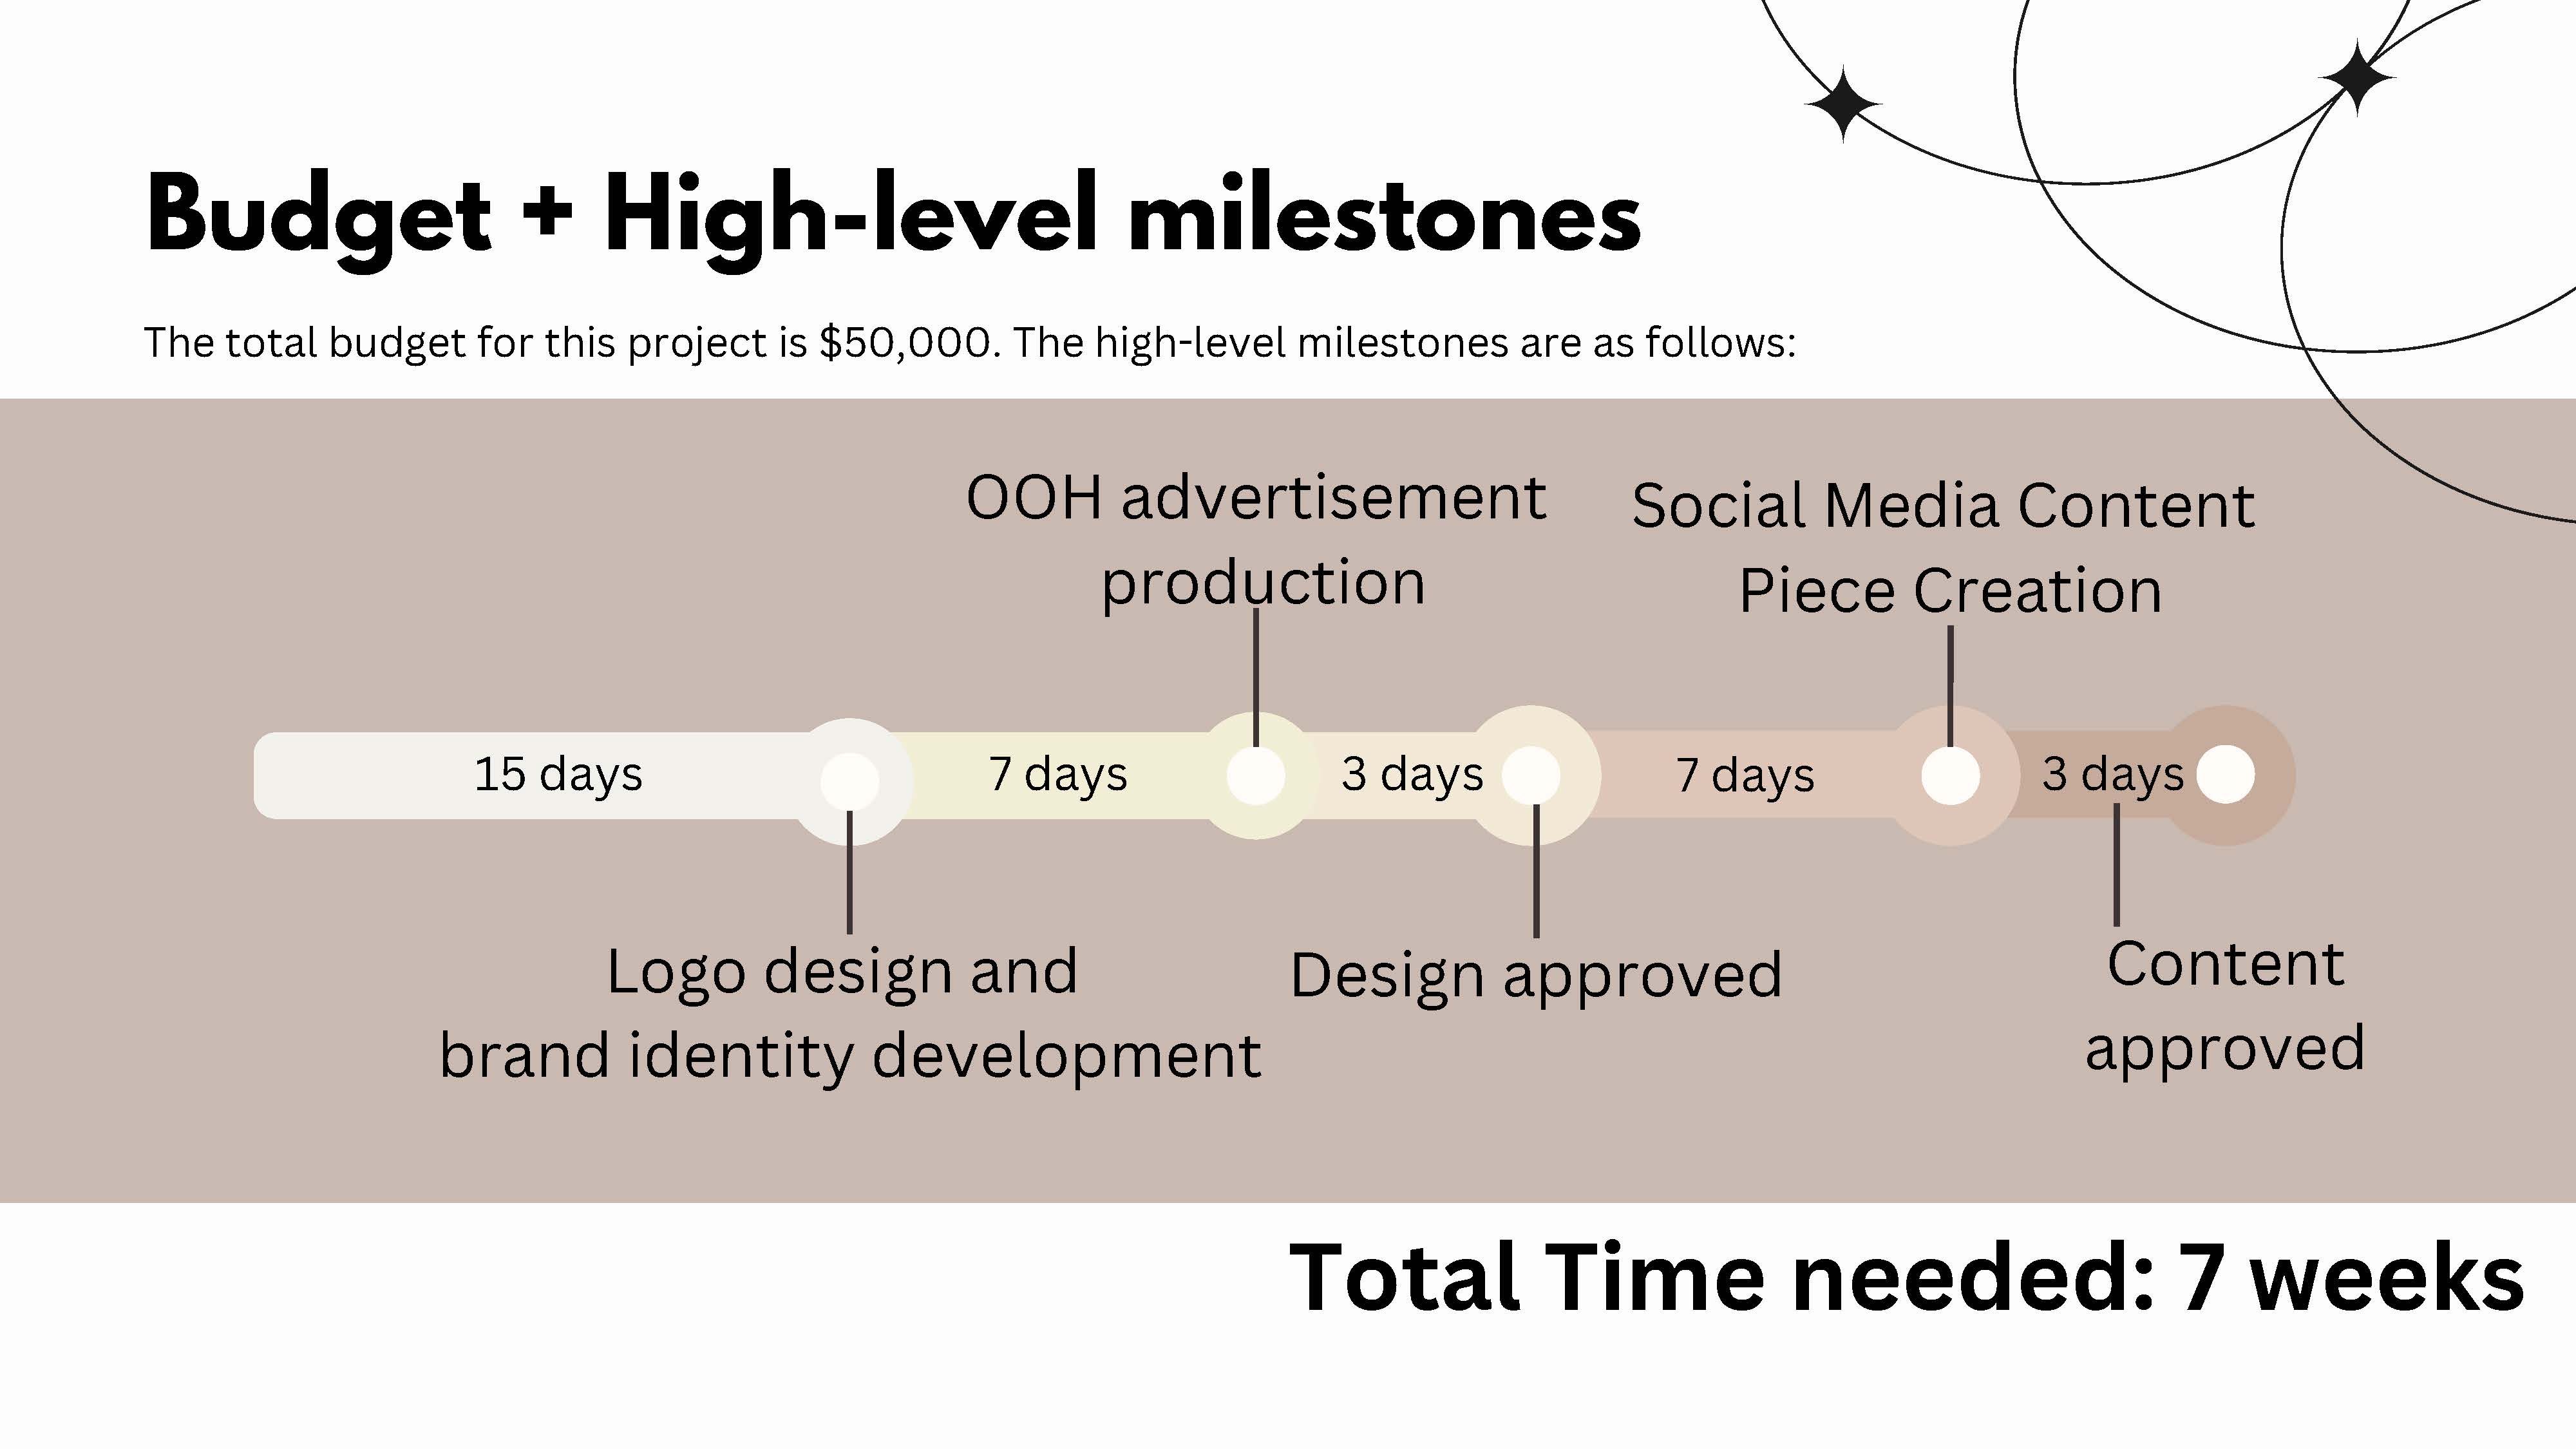 Budget + High-level milestones
The total budget for this project is $50,000. The high-level milestones are as follows:
OOH advertisement
production
Social Media Content
Piece Creation
15 days
7 days
3 days
7 days
3 days
Logo design and
brand identity development
Design approved
Content
approved
Total Time needed: 7 weeks